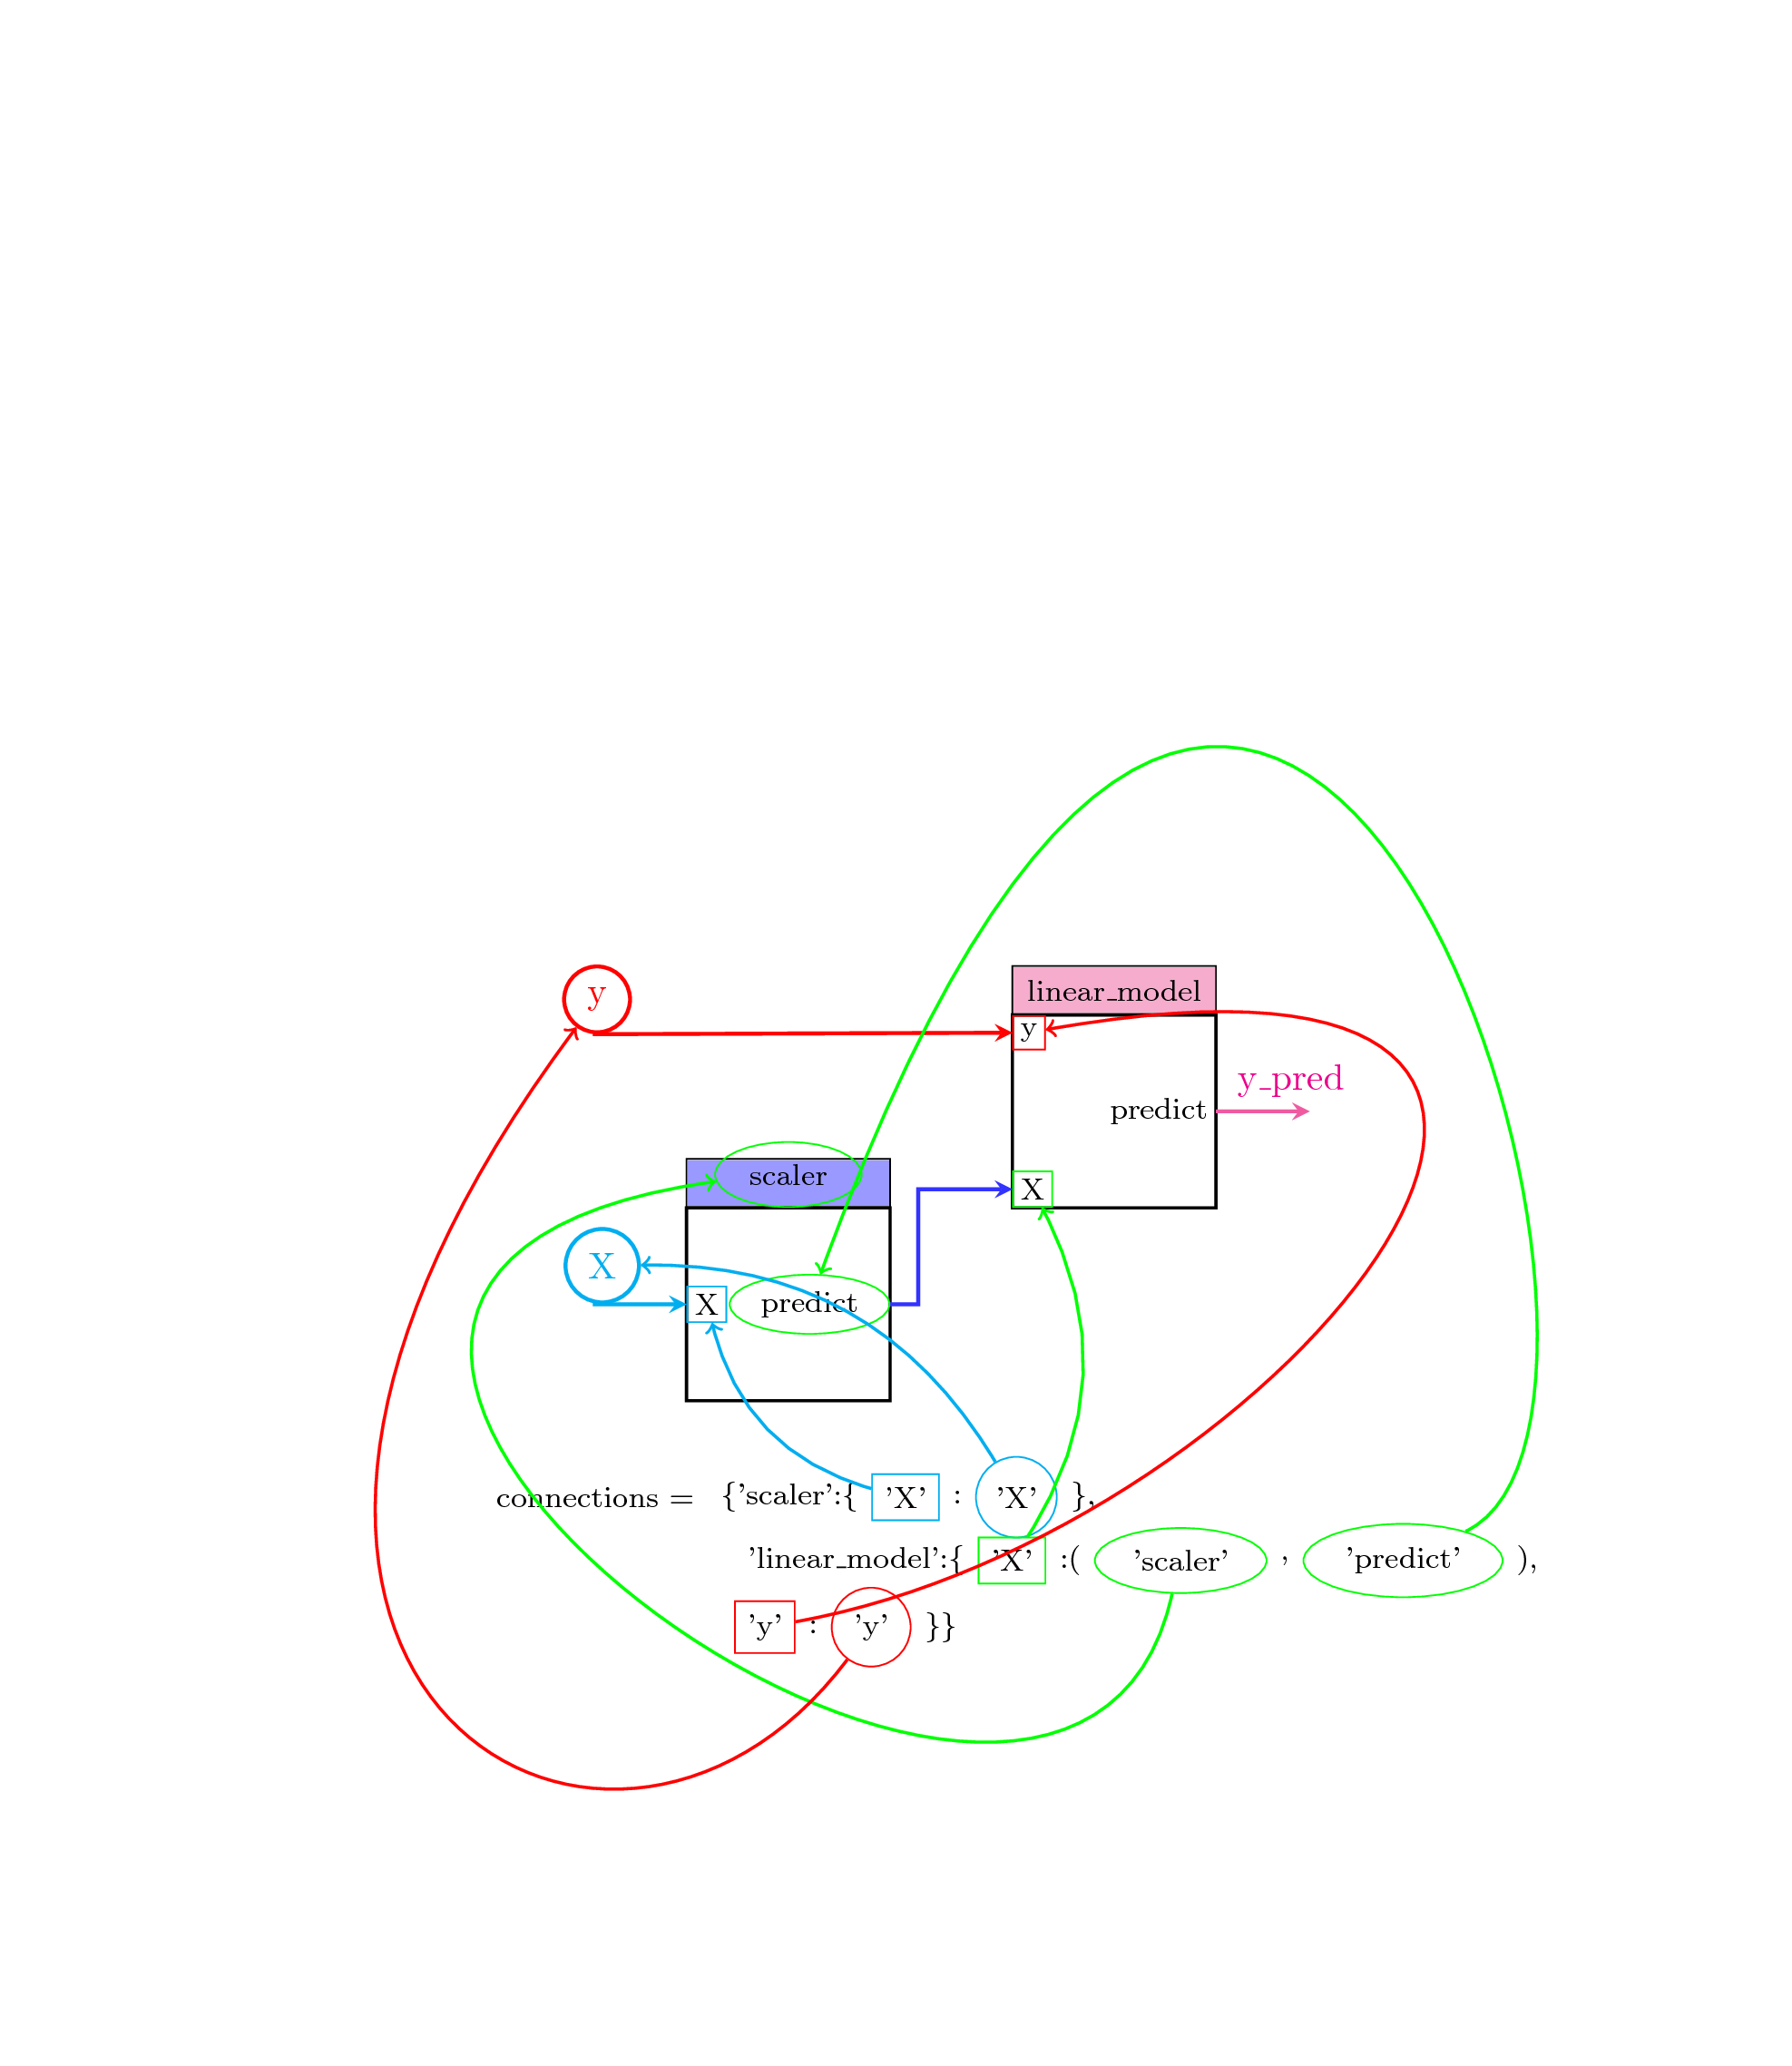 y
linear_model
y
y_pred
predict
scaler
X
X
X
predict
connections = {'scaler':{ 'X' : 'X' },
'linear_model':{ 'X' :( 'scaler' , 'predict' ),
'y' : 'y' }}